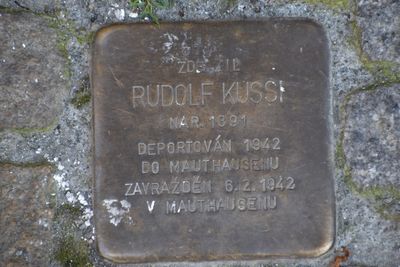 ZDE ŽIL
RUDOLF KUSSI
NAR. 1891
DEPORTOVÁN 1942
DO MAUTHAUSENU
ZAVRAŽDĚN 6.2.1942
V MAUTHAUSENU